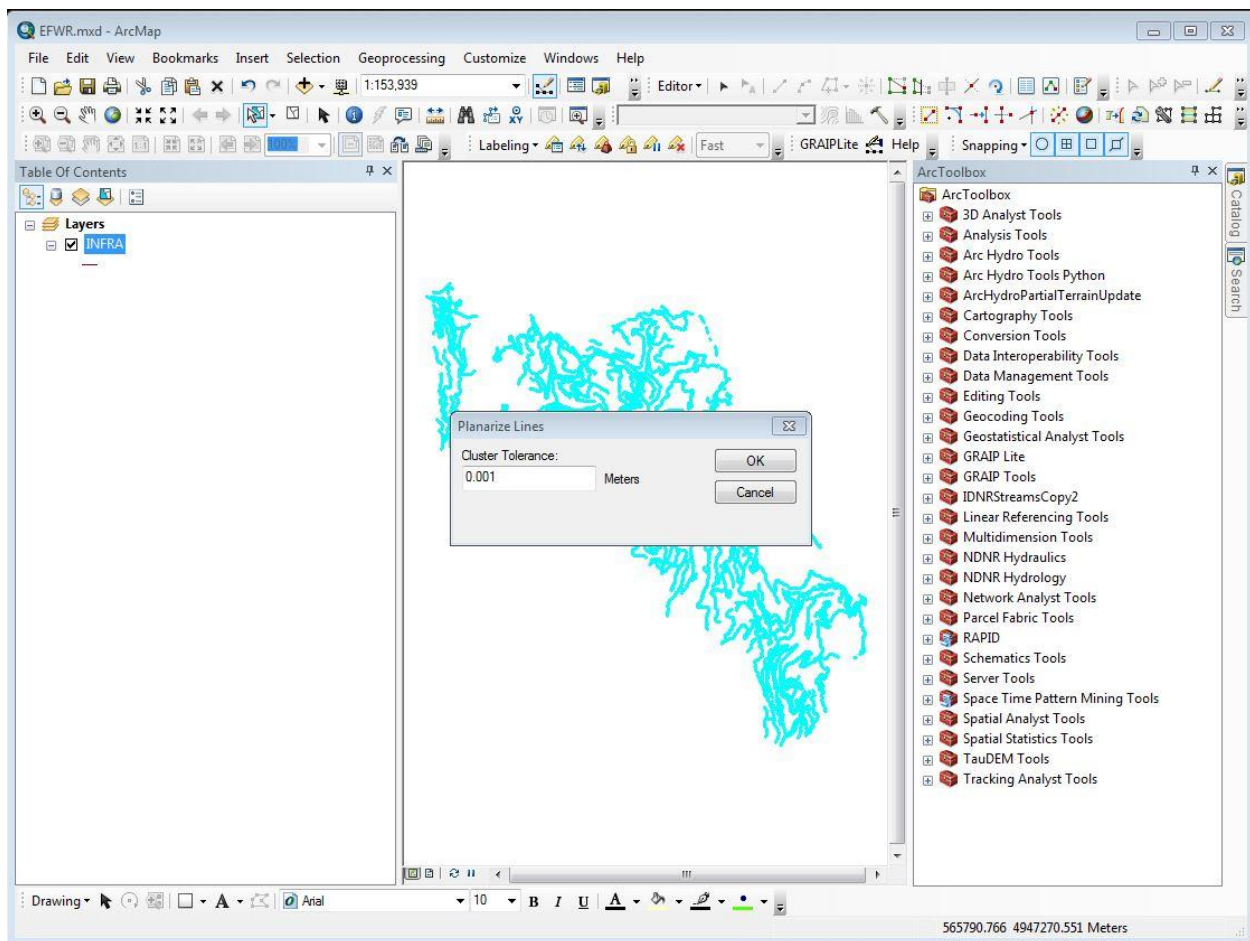 EFWR.mxd - ArcMap
File Edit View Bookmarks Insert Selection Geoprocessing Customize Windows Help
1:153,939
Editor
100%
Labeling
Fast
GRAIPLite
Help
Snapping
Table Of Contents
Layers
INFRA
Planarize Lines
Cluster Tolerance:
0.001
Meters
OK
Cancel
ArcToolbox
ArcToolbox
3D Analyst Tools
Analysis Tools
Arc Hydro Tools
Arc Hydro Tools Python
ArcHydroPartialTerrainUpdate
Cartography Tools
Conversion Tools
Data Interoperability Tools
Data Management Tools
Editing Tools
Geocoding Tools
Geostatistical Analyst Tools
GRAIP Lite
GRAIP Tools
IDNRStreamsCopy2
Linear Referencing Tools
Multidimension Tools
NDNR Hydraulics
NDNR Hydrology
Network Analyst Tools
Parcel Fabric Tools
RAPID
Schematics Tools
Server Tools
Space Time Pattern Mining Tools
Spatial Analyst Tools
Spatial Statistics Tools
TauDEM Tools
Tracking Analyst Tools
Catalog
Search
Drawing
A
Arial
10
B I U A
565790.766 4947270.551 Meters